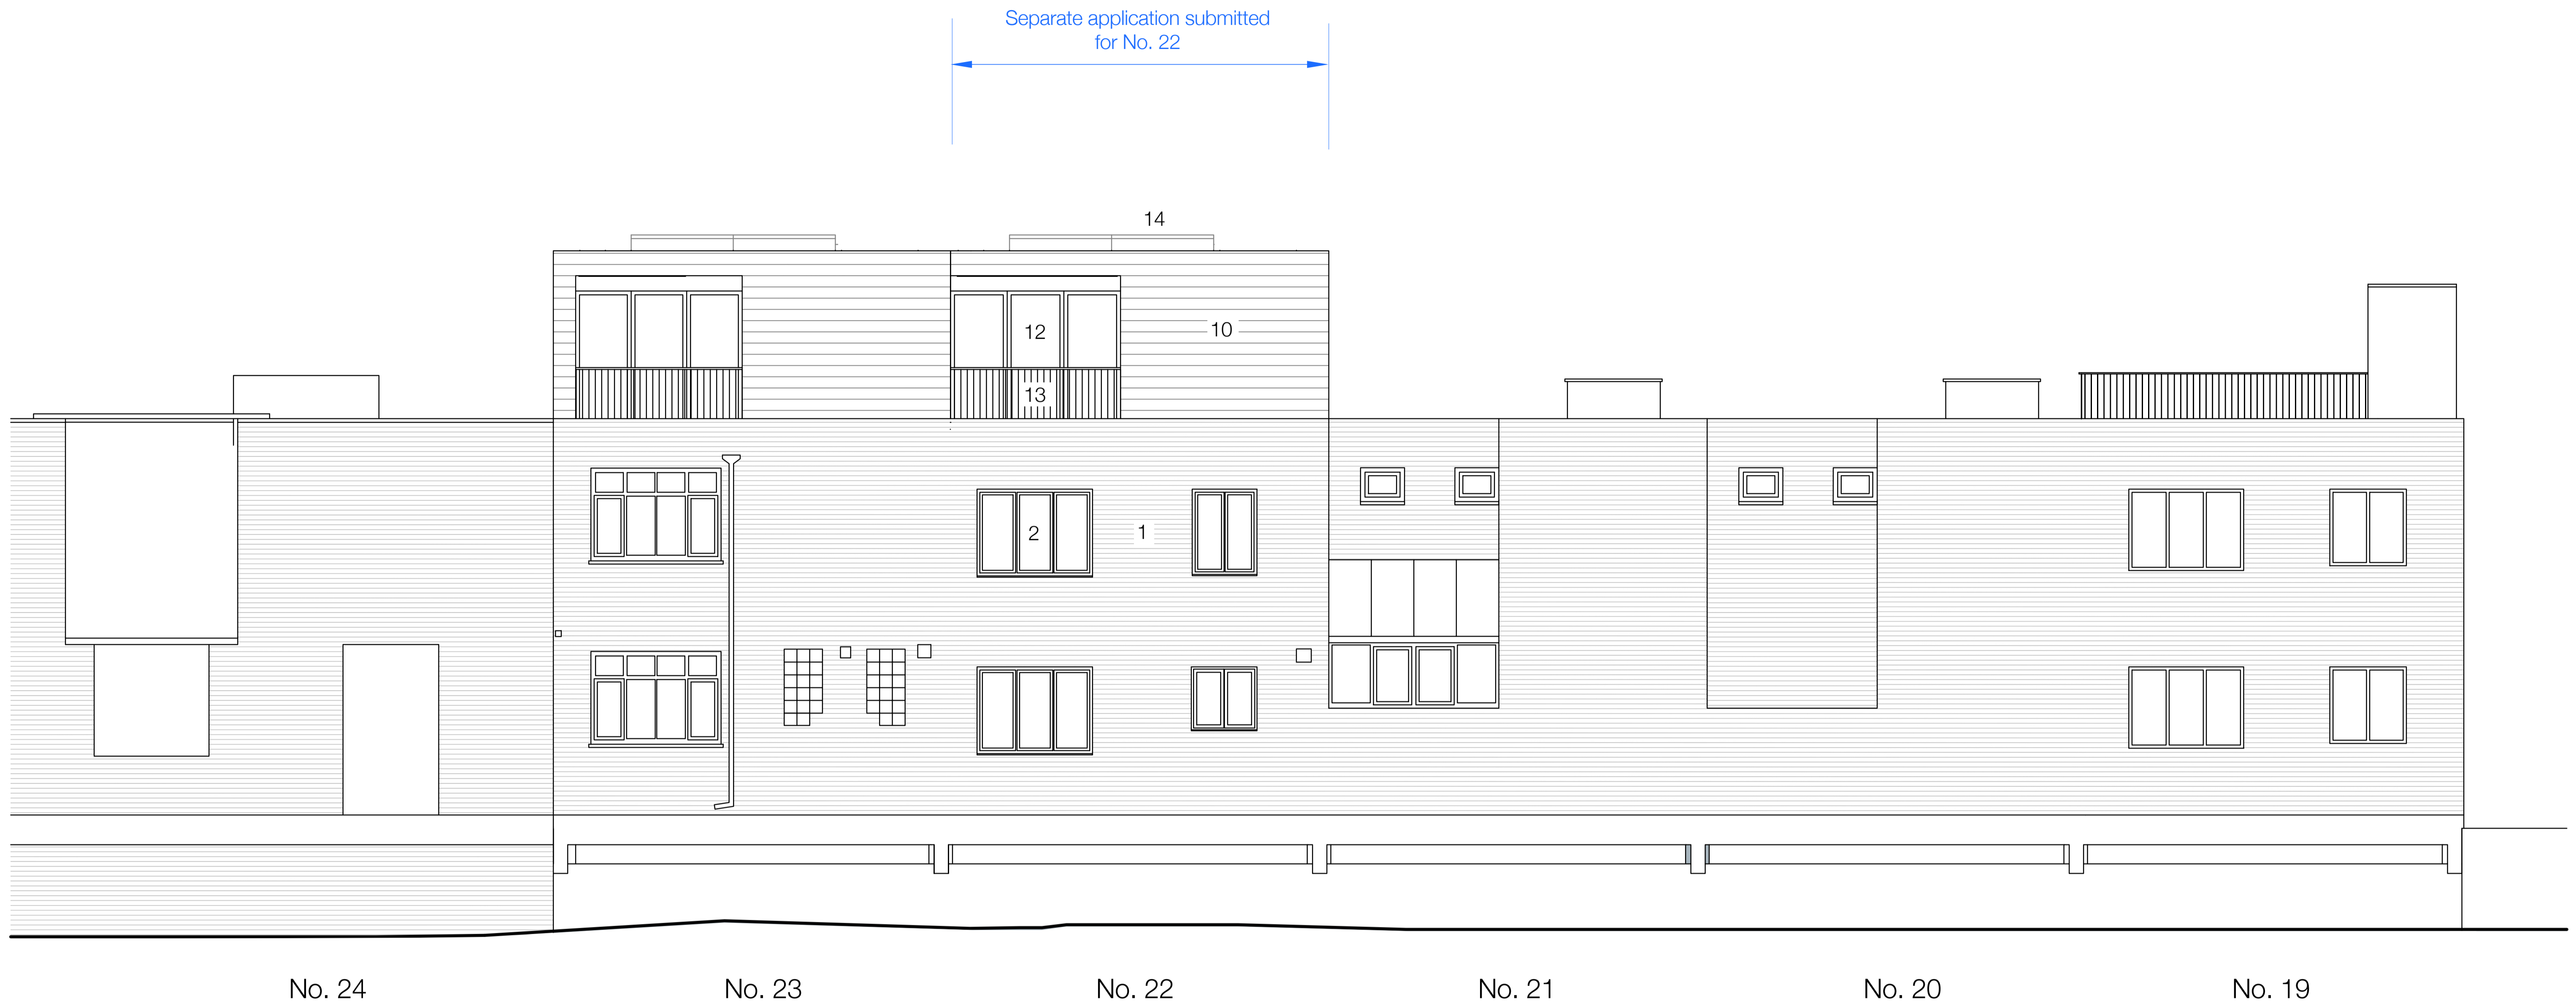 Separate application submitted
for No. 22
14
12
10
13
2
1
No. 24
No. 23
No. 22
No. 21
No. 20
No. 19